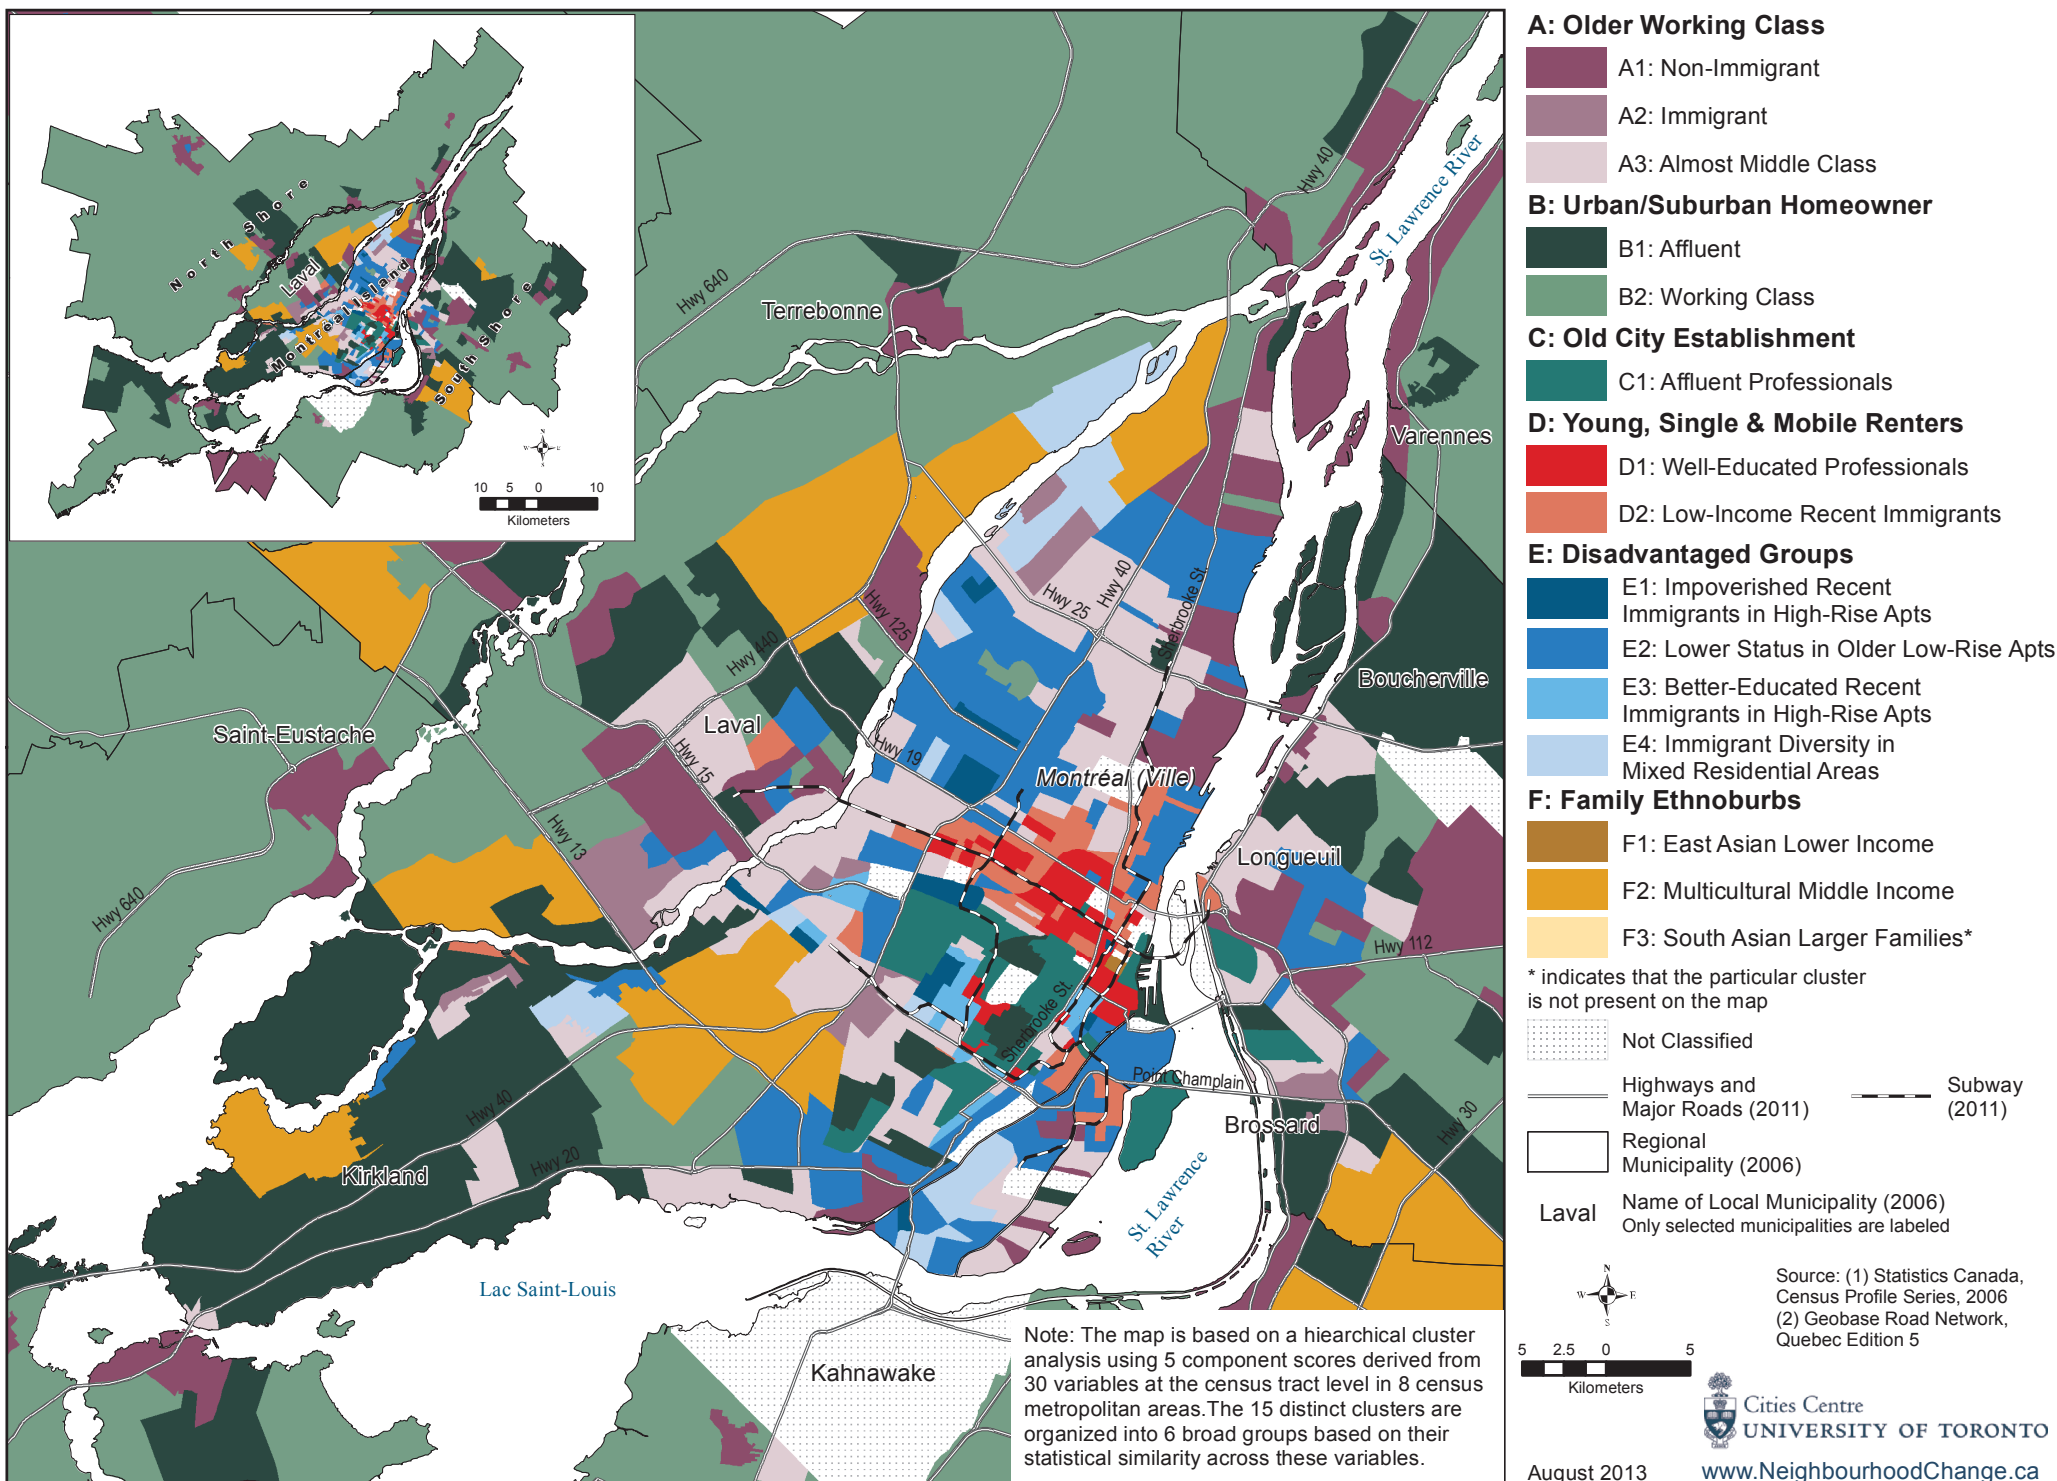 North Shore
Laval
Montréal Island
South Shore
N
W E
S
10 5 0 10
Kilometers
Hwy 40
St. Lawrence River
Hwy 640
Terrebonne
Varennes
Hwy 40
Hwy 25
Sherbrooke St.
Hwy 125
Hwy 440
Boucherville
Saint-Eustache
Laval
Hwy 19
Hwy 15
Montréal (Ville)
Hwy 13
Longueuil
Hwy 640
Hwy 112
Sherbrooke St.
Point Champlain
Hwy 40
Brossard
Hwy 30
Hwy 20
Kirkland
St. Lawrence
River
Lac Saint-Louis
Kahnawake
Note: The map is based on a hiearchical cluster
analysis using 5 component scores derived from
30 variables at the census tract level in 8 census
metropolitan areas.The 15 distinct clusters are
organized into 6 broad groups based on their
statistical similarity across these variables.
A: Older Working Class
A1: Non-Immigrant
A2: Immigrant
A3: Almost Middle Class
B: Urban/Suburban Homeowner
B1: Affluent
B2: Working Class
C: Old City Establishment
C1: Affluent Professionals
D: Young, Single & Mobile Renters
D1: Well-Educated Professionals
D2: Low-Income Recent Immigrants
E: Disadvantaged Groups
E1: Impoverished Recent
Immigrants in High-Rise Apts
E2: Lower Status in Older Low-Rise Apts
E3: Better-Educated Recent
Immigrants in High-Rise Apts
E4: Immigrant Diversity in
Mixed Residential Areas
F: Family Ethnoburbs
F1: East Asian Lower Income
F2: Multicultural Middle Income
F3: South Asian Larger Families*
* indicates that the particular cluster
is not present on the map
Not Classified
Highways and
Major Roads (2011)
Subway
(2011)
Regional
Municipality (2006)
Laval
Name of Local Municipality (2006)
Only selected municipalities are labeled
N
W E
S
Source: (1) Statistics Canada,
Census Profile Series, 2006
(2) Geobase Road Network,
Quebec Edition 5
5 2.5 0 5
Kilometers
Cities Centre
UNIVERSITY OF TORONTO
August 2013
www.NeighbourhoodChange.ca